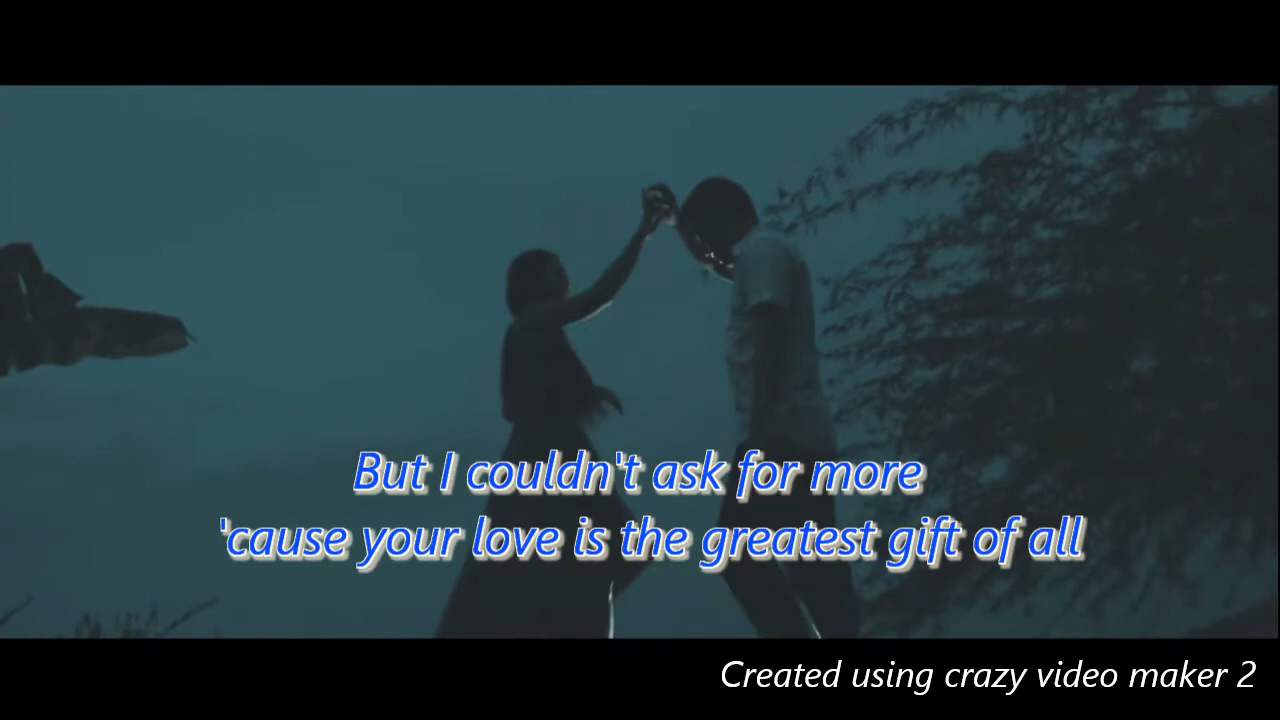 But I couldn't ask for more
'cause your love is the greatest gift of all
Created using crazy video maker 2